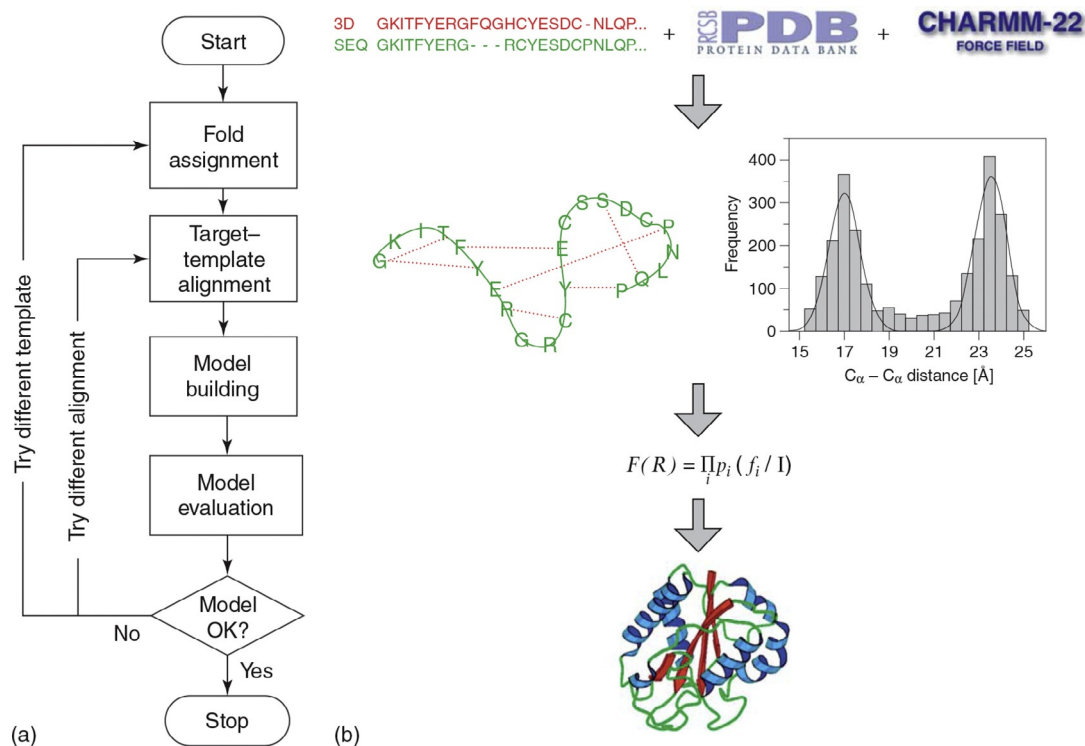 Start
Fold
assignment
Target–
template
alignment
Model
building
Model
evaluation
Model
OK?
No
Yes
Stop
Try different template
Try different alignment
(a)
3D GKITFYERGFQGHCYESDC-NLQP...
SEQ GKITFYERG---RCYESDCPNLQP...
+
RCSB
PDB
PROTEIN DATA BANK
+
CHARMM-22
FORCE FIELD
G K I T F Y E R G R C Y E C S S D C P N L Q P
Frequency
400
300
200
100
0
15 17 19 21 23 25
Cα – Cα distance [Å]
F(R) = Π p_i (f_i / I)
i
(b)